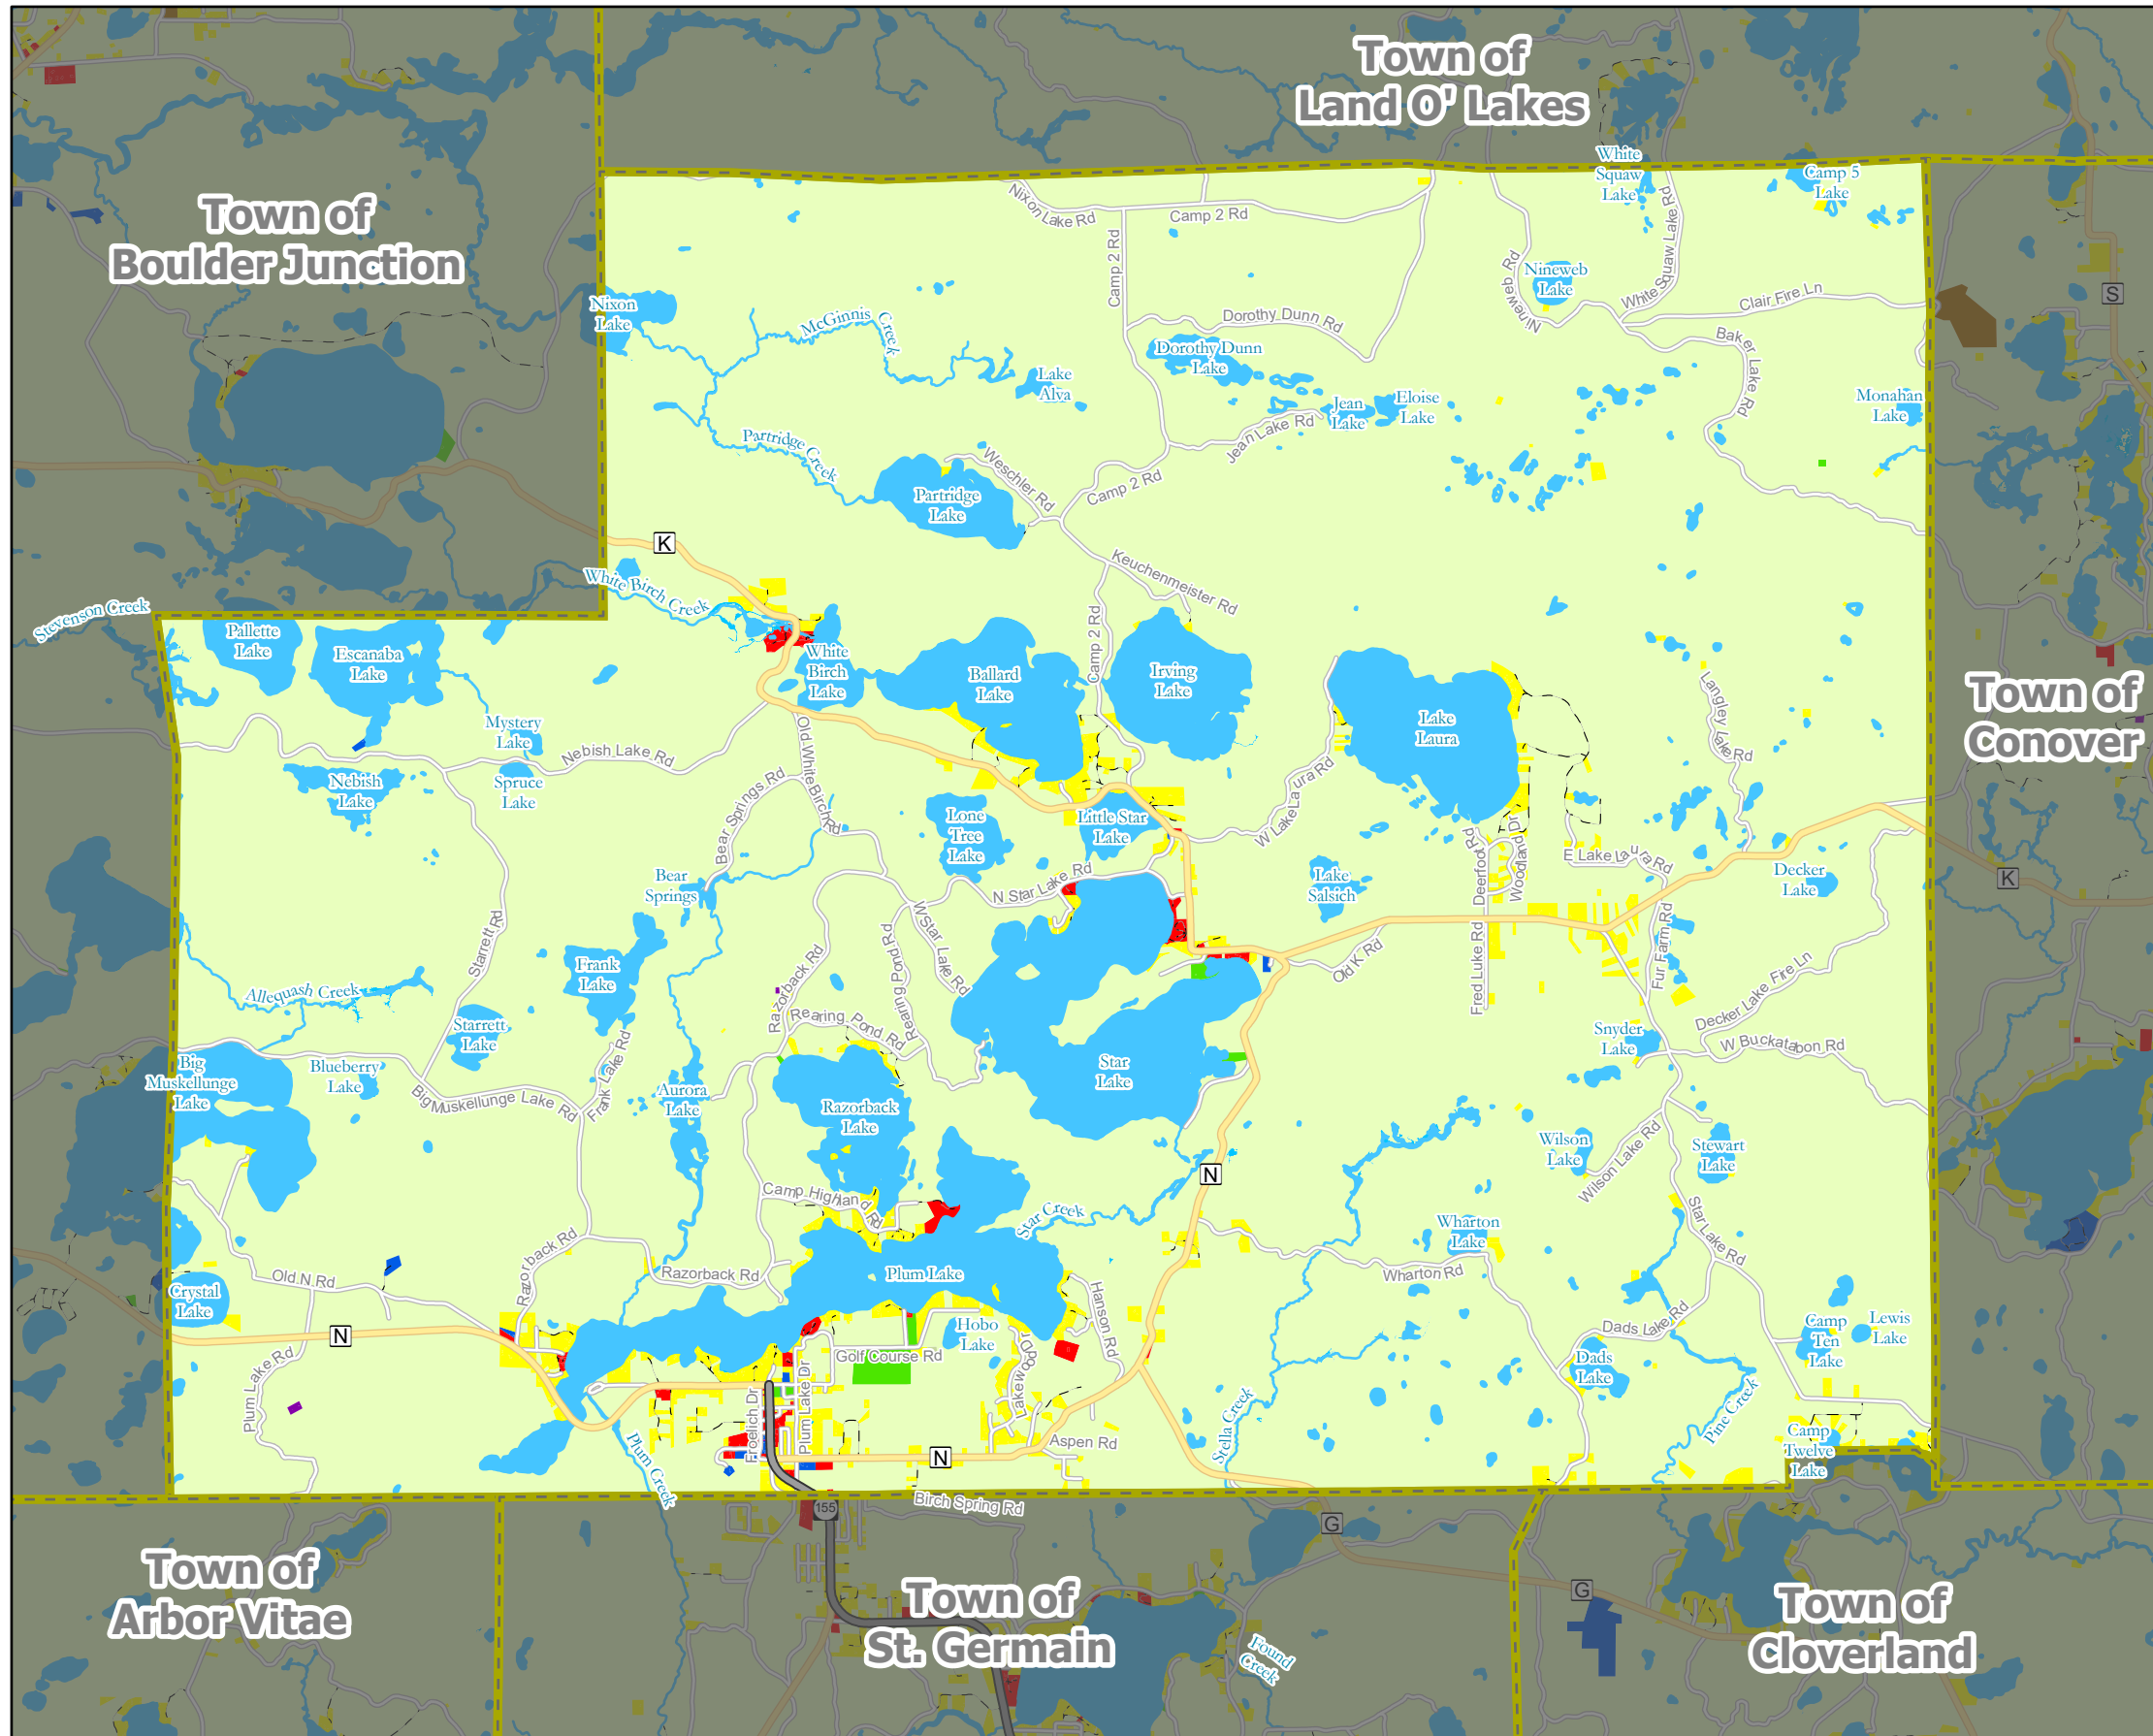 Town of
Land O' Lakes
Town of
Boulder Junction
White
Squaw
Lake
Camp 5
Lake
Nixon Lake Rd
Camp 2 Rd
Camp 2 Rd
White Squaw Lake Rd
Nineweb Rd
Nineweb
Lake
Clair Fire Ln
S
Nixon
Lake
McGinnis Creek
Dorothy Dunn Rd
Dorothy Dunn
Lake
Baker Lake Rd
Lake
Alva
Jean
Lake
Eloise
Lake
Monahan
Lake
Jean Lake Rd
Partridge Creek
Weschler Rd
Partridge
Lake
Camp 2 Rd
K
Keuchenmeister Rd
White Birch Creek
Stevenson Creek
Pallette
Lake
Escanaba
Lake
White
Birch
Lake
Ballard
Lake
Camp 2 Rd
Irving
Lake
Town of
Conover
Langley Lake Rd
Lake
Laura
Mystery
Lake
Nebish Lake Rd
Old White Birch Rd
Nebish
Lake
Spruce
Lake
Bear Springs Rd
W Lake Laura Rd
Lone
Tree
Lake
Little Star
Lake
Deerfoot Rd
Woodland Dr
E Lake Laura Rd
Bear
Springs
N Star Lake Rd
Lake
Salsich
Decker
Lake
K
Starrett Rd
Frank
Lake
W Star Lake Rd
Rearing Pond Rd
Razorback Rd
Old K Rd
Fred Luke Rd
Fur Farm Rd
Decker Lake Fire Ln
Allequash Creek
Starrett
Lake
Rearing Pond Rd
Snyder
Lake
W Buckatabon Rd
Big
Muskellunge
Lake
Blueberry
Lake
Big Muskellunge Lake Rd
Frank Lake Rd
Aurora
Lake
Razorback
Lake
Star
Lake
Wilson
Lake
Stewart
Lake
Wilson Lake Rd
N
Camp Highland Rd
Star Creek
Wharton
Lake
Star Lake Rd
Razorback Rd
Razorback Rd
Plum Lake
Wharton Rd
Old N Rd
Crystal
Lake
Hanson Rd
Camp
Ten
Lake
Lewis
Lake
N
Hobo
Lake
Dads Lake Rd
Golf Course Rd
Dads
Lake
Plum Lake Rd
Lakewood Dr
Froelich Dr
Plum Lake Dr
Stella Creek
Pine Creek
Plum Creek
N
Aspen Rd
Camp
Twelve
Lake
Birch Spring Rd
155
G
G
Town of
Arbor Vitae
Town of
St. Germain
Found
Creek
Town of
Cloverland